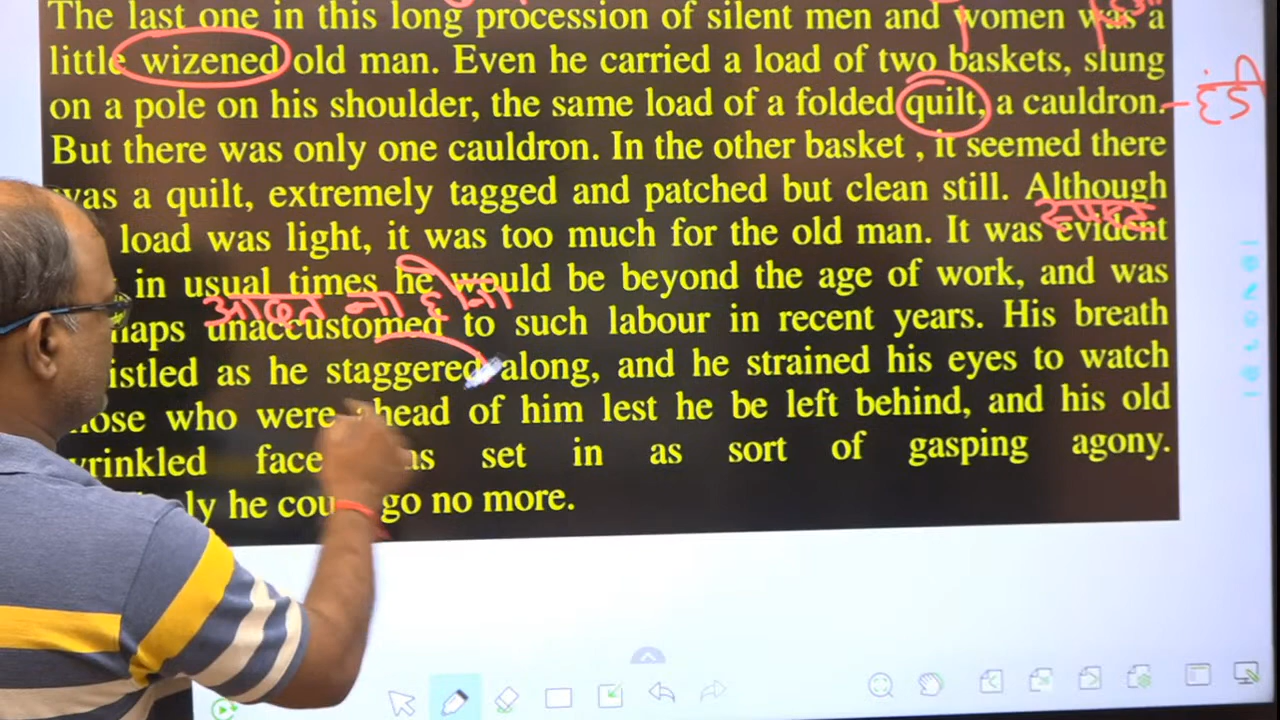 The last one in this long procession of silent men and women was a
little wizened old man. Even he carried a load of two baskets, slung
on a pole on his shoulder, the same load of a folded quilt, a cauldron. - हंडी
But there was only one cauldron. In the other basket , it seemed there
was a quilt, extremely tagged and patched but clean still. Although
स्पष्ट
load was light, it was too much for the old man. It was evident
in usual times he would be beyond the age of work, and was
आदत ना होना
unaccustomed to such labour in recent years. His breath
as he staggered along, and he strained his eyes to watch
those who were ahead of him lest he be left behind, and his old
wrinkled face set in as sort of gasping agony.
he go no more.